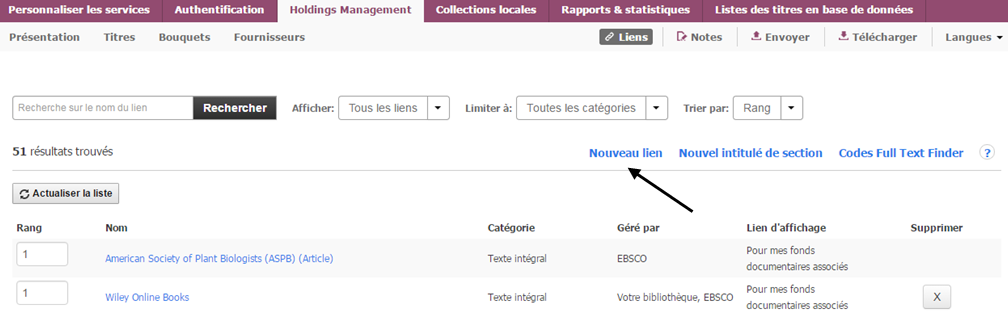 Personnaliser les services Authentification Holdings Management Collections locales Rapports & statistiques Listes des titres en base de données
Présentation Titres Bouquets Fournisseurs Liens Notes Envoyer Télécharger Langues
Recherche sur le nom du lien Rechercher Afficher: Tous les liens Limiter à: Toutes les catégories Trier par: Rang
51 résultats trouvés Nouveau lien Nouvel intitulé de section Codes Full Text Finder ?
Actualiser la liste
Rang Nom Catégorie Géré par Lien d'affichage Supprimer
1 American Society of Plant Biologists (ASPB) (Article) Texte intégral EBSCO Pour mes fonds
documentaires associés
1 Wiley Online Books Texte intégral Votre bibliothèque, EBSCO Pour mes fonds X
documentaires associés